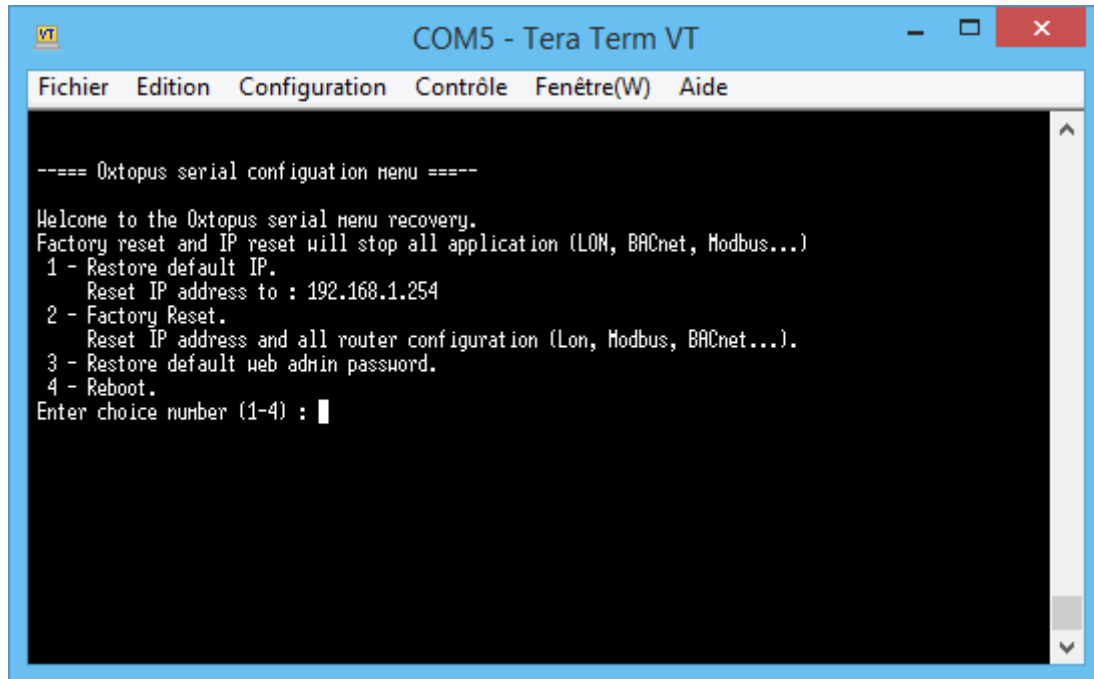 COM5 - Tera Term VT
Fichier Edition Configuration Contrôle Fenêtre(W) Aide
--=== Oxtopus serial configuation menu ===--
Welcome to the Oxtopus serial menu recovery.
Factory reset and IP reset will stop all application (LON, BACnet, Modbus...)
1 - Restore default IP.
Reset IP address to : 192.168.1.254
2 - Factory Reset.
Reset IP address and all router configuration (Lon, Modbus, BACnet...).
3 - Restore default web admin password.
4 - Reboot.
Enter choice number (1-4) :